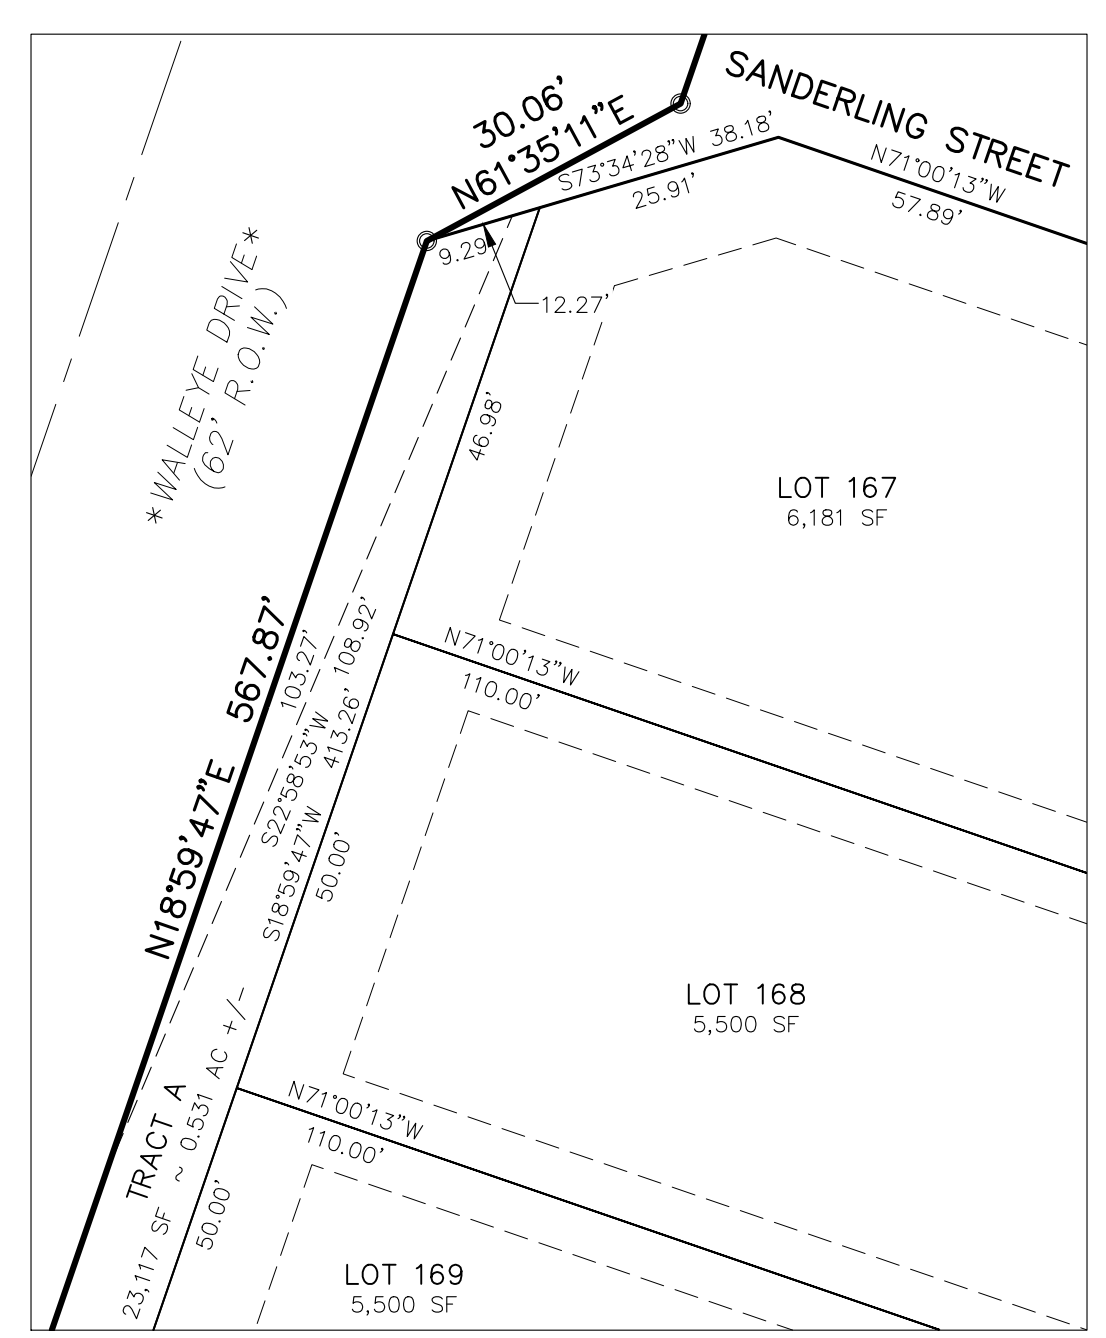 SANDERLING STREET
30.06'
N61°35'11"E
S73°34'28"W 38.18'
25.91'
N71°00'13"W
57.89'
9.29'
12.27'
*WALLEYE DRIVE*
(62' R.O.W.)
46.98'
LOT 167
6,181 SF
N18°59'47"E 567.87'
103.27'
S22°58'53"W 108.92'
S18°59'47"W 413.26'
50.00'
N71°00'13"W
110.00'
LOT 168
5,500 SF
TRACT A
23,117 SF ~ 0.531 AC +/-
N71°00'13"W
110.00'
50.00'
LOT 169
5,500 SF